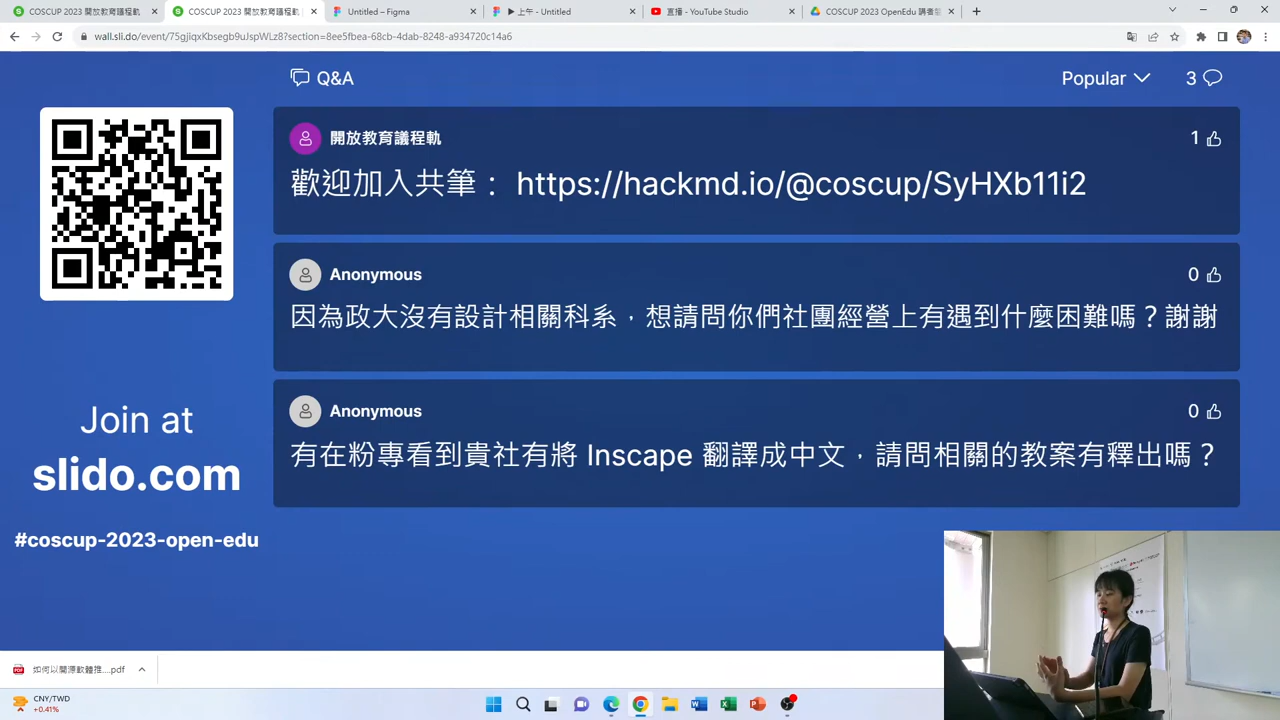 COSCUP 2023 開放教育議程軌
COSCUP 2023 開放教育議程軌
Untitled – Figma
▶ 上午 - Untitled
直播 - YouTube Studio
COSCUP 2023 OpenEdu 講者
wall.sli.do/event/75gjiqxKbsegb9uJspWLz8?section=8ee5fbea-68cb-4dab-8248-a934720c14a6
Q&A
Popular
3
開放教育議程軌
1
歡迎加入共筆： https://hackmd.io/@coscup/SyHXb11i2
Anonymous
0
因為政大沒有設計相關科系，想請問你們社團經營上有遇到什麼困難嗎？謝謝
Anonymous
0
有在粉專看到貴社有將 Inscape 翻譯成中文，請問相關的教案有釋出嗎？
Join at
slido.com
#coscup-2023-open-edu
如何以開源軟體推....pdf
CNY/TWD
+0.41%